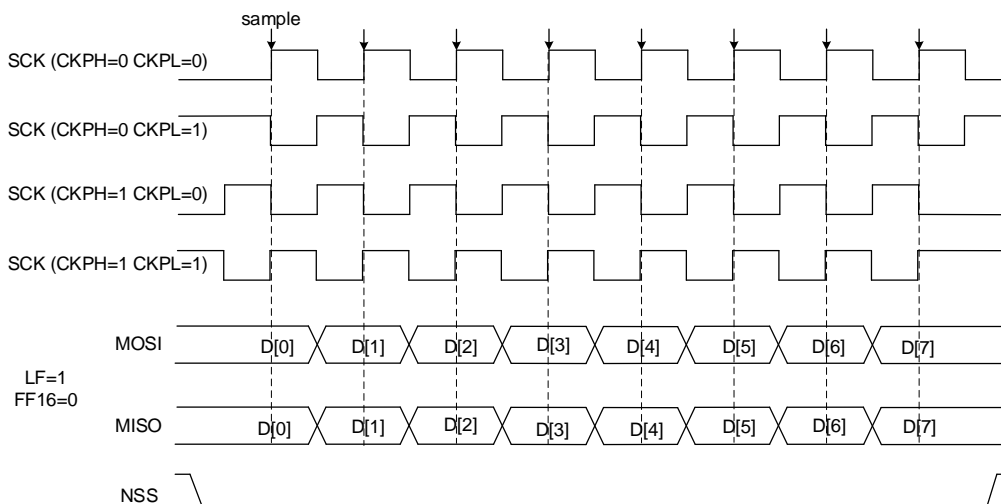 sample
SCK (CKPH=0 CKPL=0)
SCK (CKPH=0 CKPL=1)
SCK (CKPH=1 CKPL=0)
SCK (CKPH=1 CKPL=1)
MOSI
D[0] D[1] D[2] D[3] D[4] D[5] D[6] D[7]
LF=1
FF16=0
MISO
D[0] D[1] D[2] D[3] D[4] D[5] D[6] D[7]
NSS